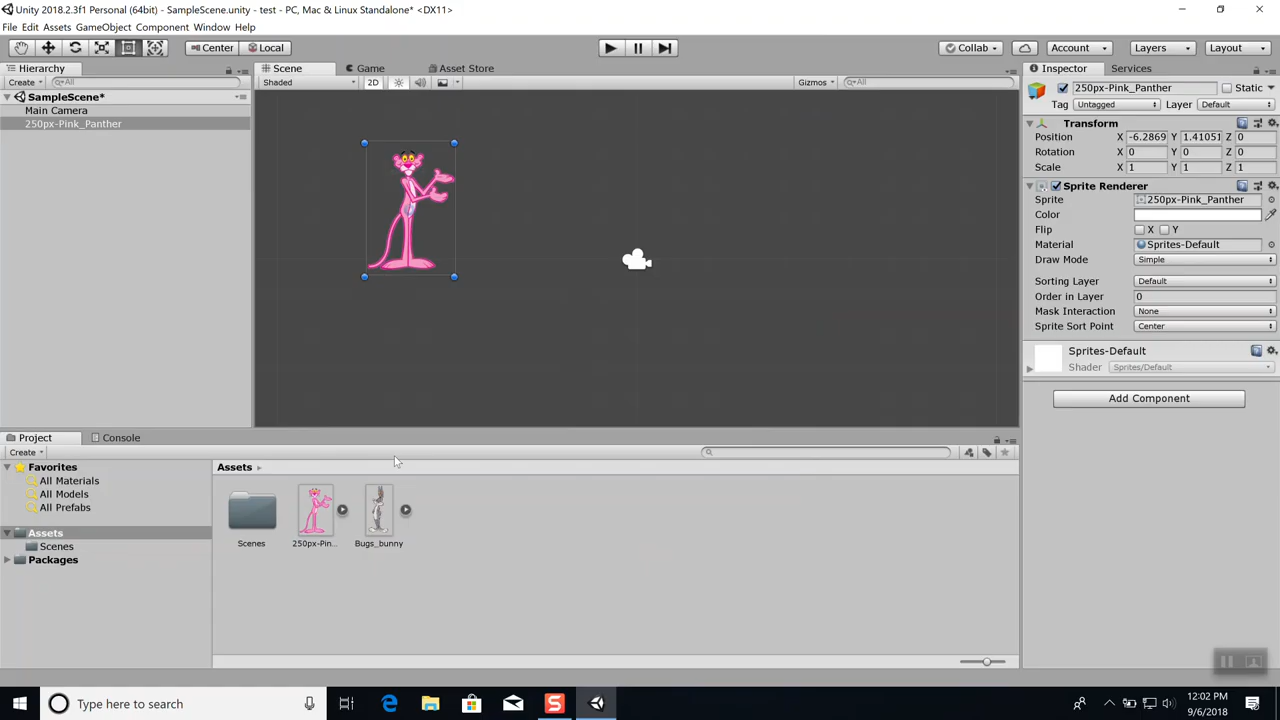 Unity 2018.2.3f1 Personal (64bit) - SampleScene.unity - test - PC, Mac & Linux Standalone* <DX11>
File Edit Assets GameObject Component Window Help
Center Local Collab Account Layers Layout
Hierarchy
Create All
SampleScene*
Main Camera
250px-Pink_Panther
Scene Game Asset Store
Shaded 2D Gizmos All
Inspector Services
250px-Pink_Panther Static
Tag Untagged Layer Default
Transform
Position X -6.2869 Y 1.41051 Z 0
Rotation X 0 Y 0 Z 0
Scale X 1 Y 1 Z 1
Sprite Renderer
Sprite 250px-Pink_Panther
Color
Flip X Y
Material Sprites-Default
Draw Mode Simple
Sorting Layer Default
Order in Layer 0
Mask Interaction None
Sprite Sort Point Center
Sprites-Default
Shader Sprites/Default
Add Component
Project Console
Create
Favorites
All Materials
All Models
All Prefabs
Assets
Scenes
Packages
Assets
Scenes 250px-Pin... Bugs_bunny
Type here to search
S
12:02 PM
9/6/2018